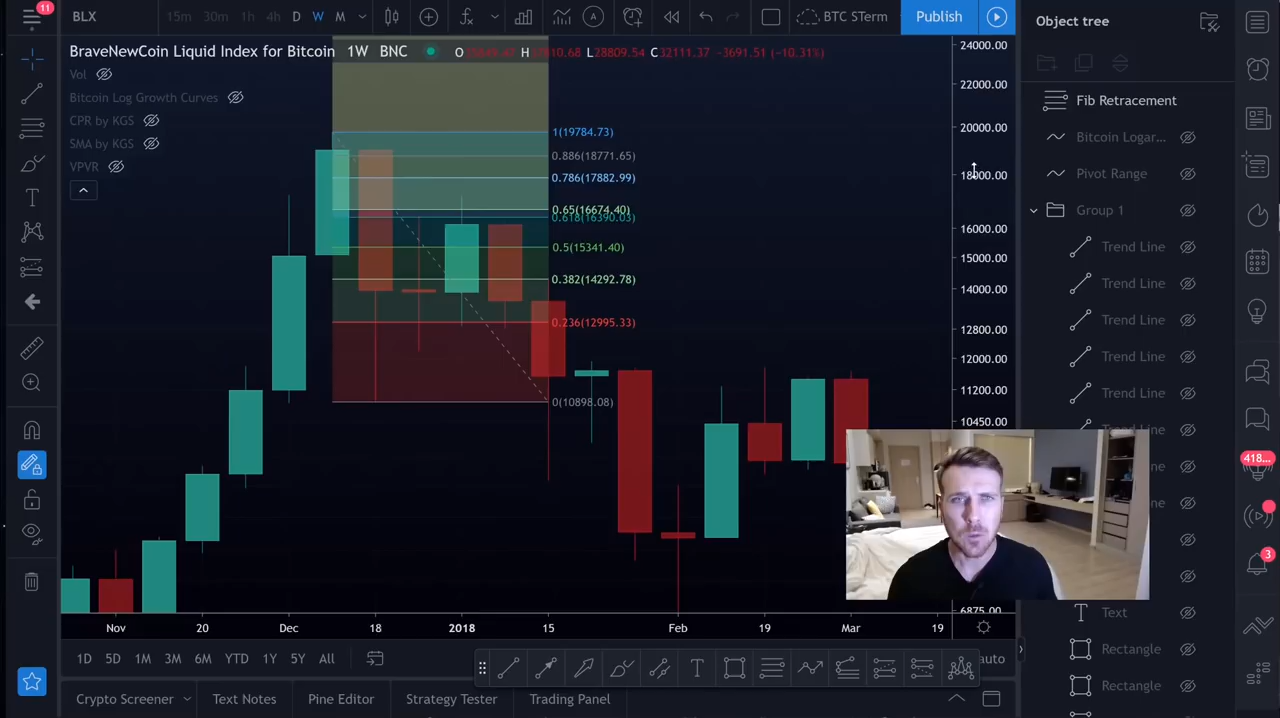 11
BLX
15m 30m 1h 4h D W M
BTC STerm
Publish
Object tree
BraveNewCoin Liquid Index for Bitcoin 1W BNC
L28809.54 C32111.37 -3691.51 (-10.31%)
Vol
Bitcoin Log Growth Curves
CPR by KGS
SMA by KGS
VPVR
1(19784.73)
0.886(18771.65)
0.786(17882.99)
0.65(16674.40)
0.618(16390.03)
0.5(15341.40)
0.382(14292.78)
0.236(12995.33)
0(10898.08)
24000.00
22000.00
20000.00
18000.00
16000.00
15000.00
14000.00
12800.00
12000.00
11200.00
10450.00
6875.00
Fib Retracement
Bitcoin Logar...
Pivot Range
Group 1
Trend Line
Trend Line
Trend Line
Trend Line
Trend Line
Text
Rectangle
Rectangle
418...
3
Nov 20 Dec 18 2018 15 Feb 19 Mar 19
1D 5D 1M 3M 6M YTD 1Y 5Y All
auto
Crypto Screener Text Notes Pine Editor Strategy Tester Trading Panel